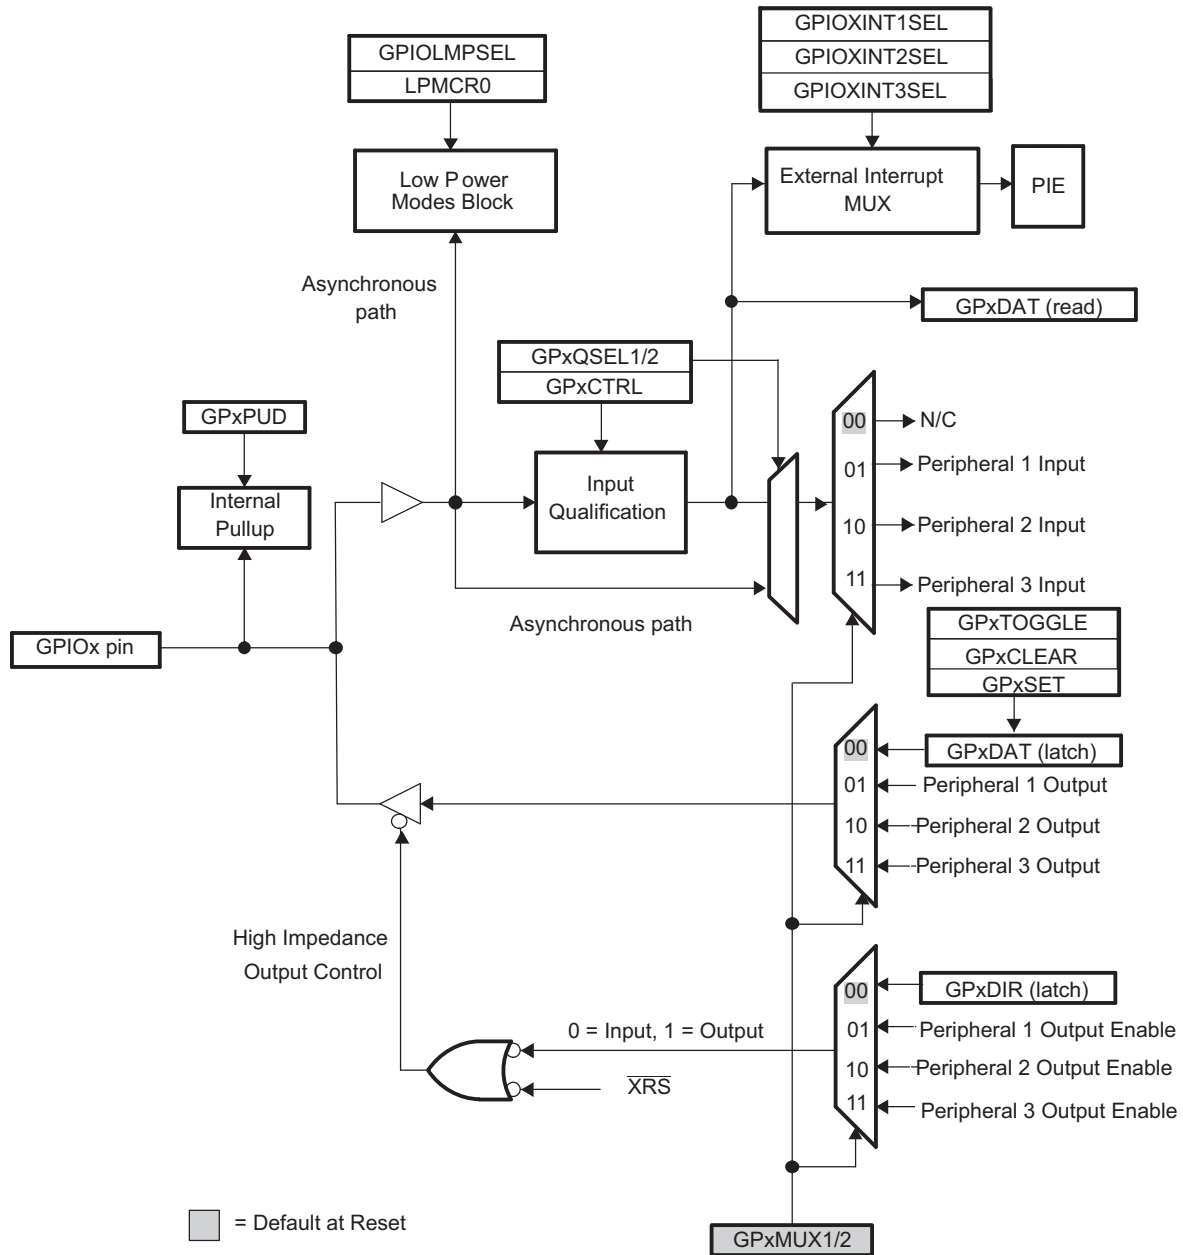 GPIOLMPSEL
LPMCR0
GPIOXINT1SEL
GPIOXINT2SEL
GPIOXINT3SEL
Low Power
Modes Block
External Interrupt
MUX
PIE
Asynchronous
path
GPxDAT (read)
GPxQSEL1/2
GPxCTRL
GPxPUD
Internal
Pullup
Input
Qualification
00
N/C
01
Peripheral 1 Input
10
Peripheral 2 Input
11
Peripheral 3 Input
Asynchronous path
GPIOx pin
GPxTOGGLE
GPxCLEAR
GPxSET
00
GPxDAT (latch)
01
Peripheral 1 Output
10
Peripheral 2 Output
11
Peripheral 3 Output
High Impedance
Output Control
00
GPxDIR (latch)
0 = Input, 1 = Output
01
Peripheral 1 Output Enable
10
Peripheral 2 Output Enable
XRS
11
Peripheral 3 Output Enable
= Default at Reset
GPxMUX1/2